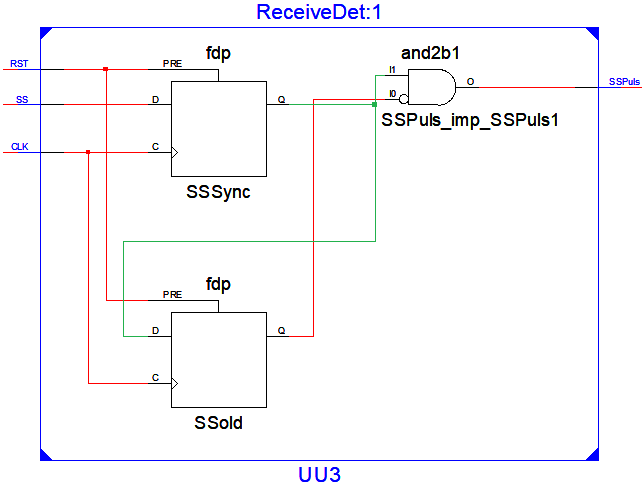 ReceiveDet:1
fdp
and2b1
RST
PRE
I1
SS
D
Q
I0
O
SSPuls
SSPuls_imp_SSPuls1
CLK
C
SSSync
fdp
PRE
D
Q
C
SSold
UU3